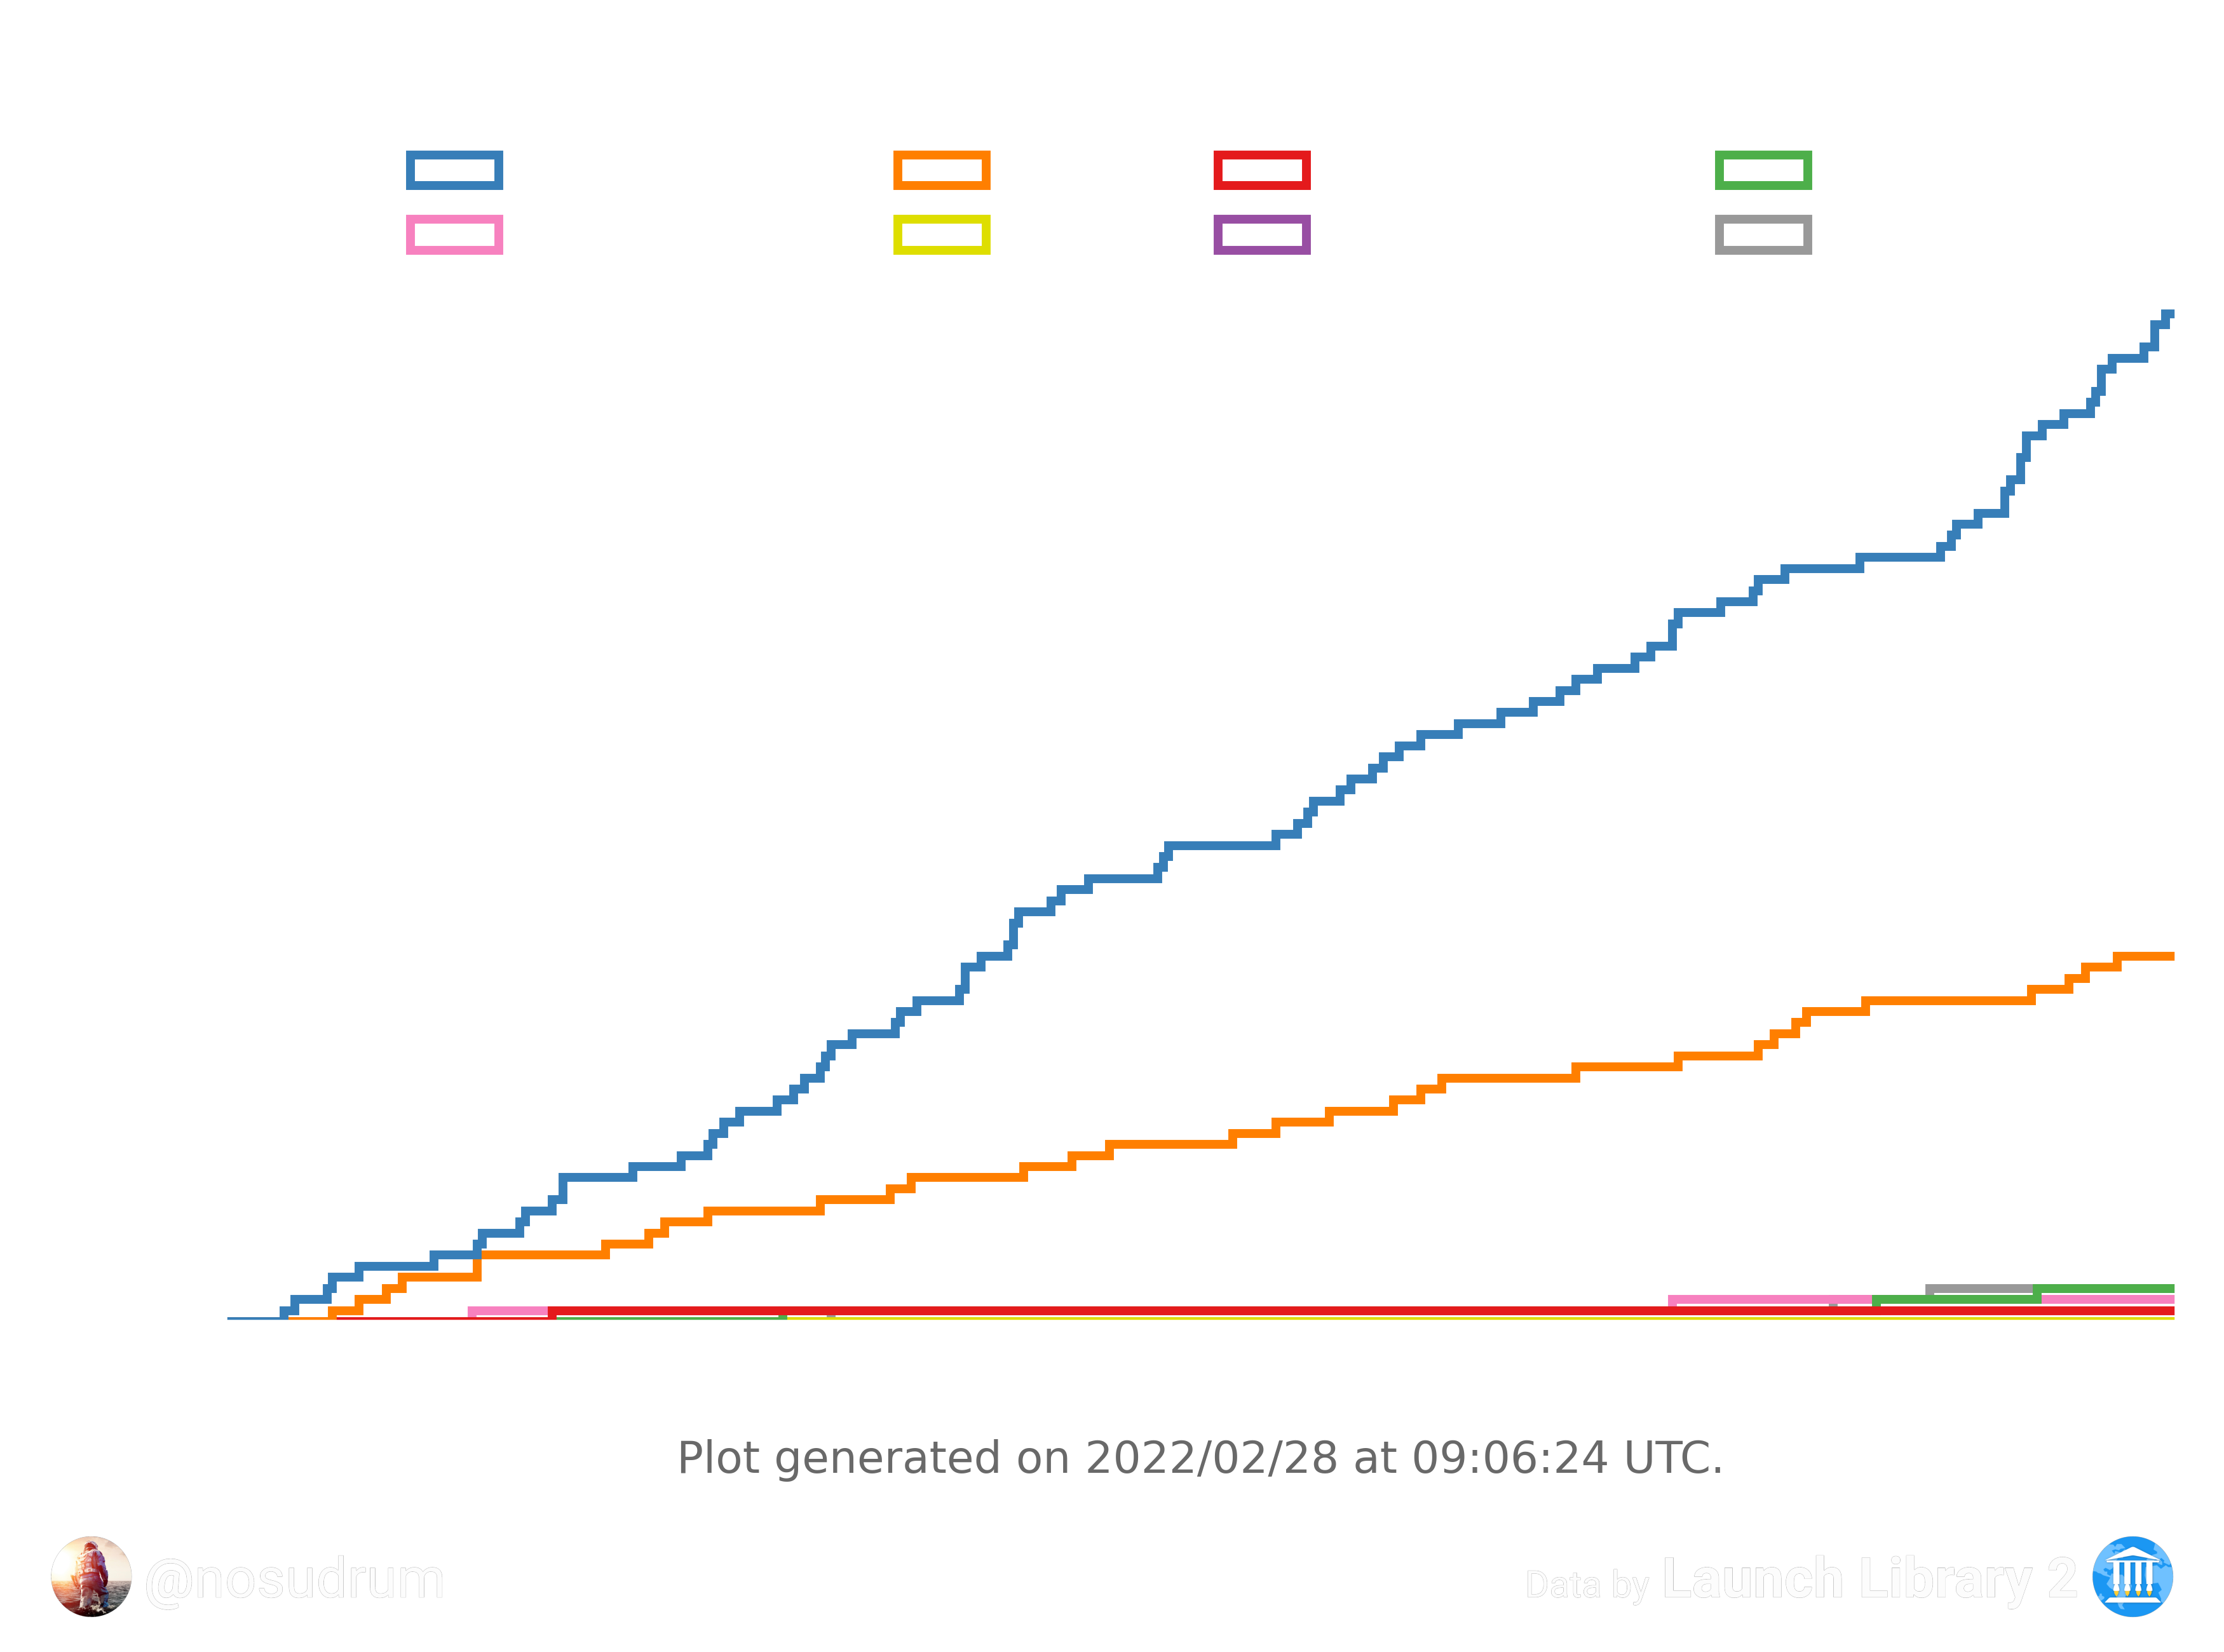 Plot generated on 2022/02/28 at 09:06:24 UTC.
@nosudrum
Data by Launch Library 2